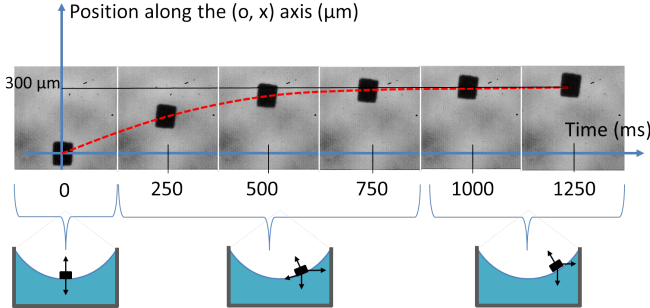 Position along the (o, x) axis (μm)
300 μm
Time (ms)
0 250 500 750 1000 1250